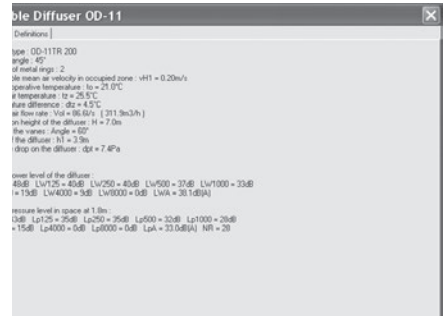 ble Diffuser OD-11
Definitions
type : OD-11TR 200
angle : 45°
of metal rings : 2
ble mean air velocity in occupied zone : vH1 = 0.20m/s
operative temperature : to = 21.0°C
ir temperature : tz = 25.5°C
ture difference : dtz = 4.5°C
air flow rate : Vol = 86.6l/s ( 311.9m3/h )
on height of the diffuser : H = 7.0m
the vanes : Angle = 60°
f the diffuser : h1 = 3.9m
drop on the diffuser : dpt = 7.4Pa
ower level of the diffuser :
48dB LW125 = 40dB LW250 = 40dB LW500 = 37dB LW1000 = 33dB
= 19dB LW4000 = 9dB LW8000 = 0dB LWA = 38.1dB(A)
ressure level in space at 1.8m :
3dB Lp125 = 35dB Lp250 = 35dB Lp500 = 32dB Lp1000 = 28dB
= 15dB Lp4000 = 0dB Lp8000 = 0dB LpA = 33.0dB(A) NR = 28